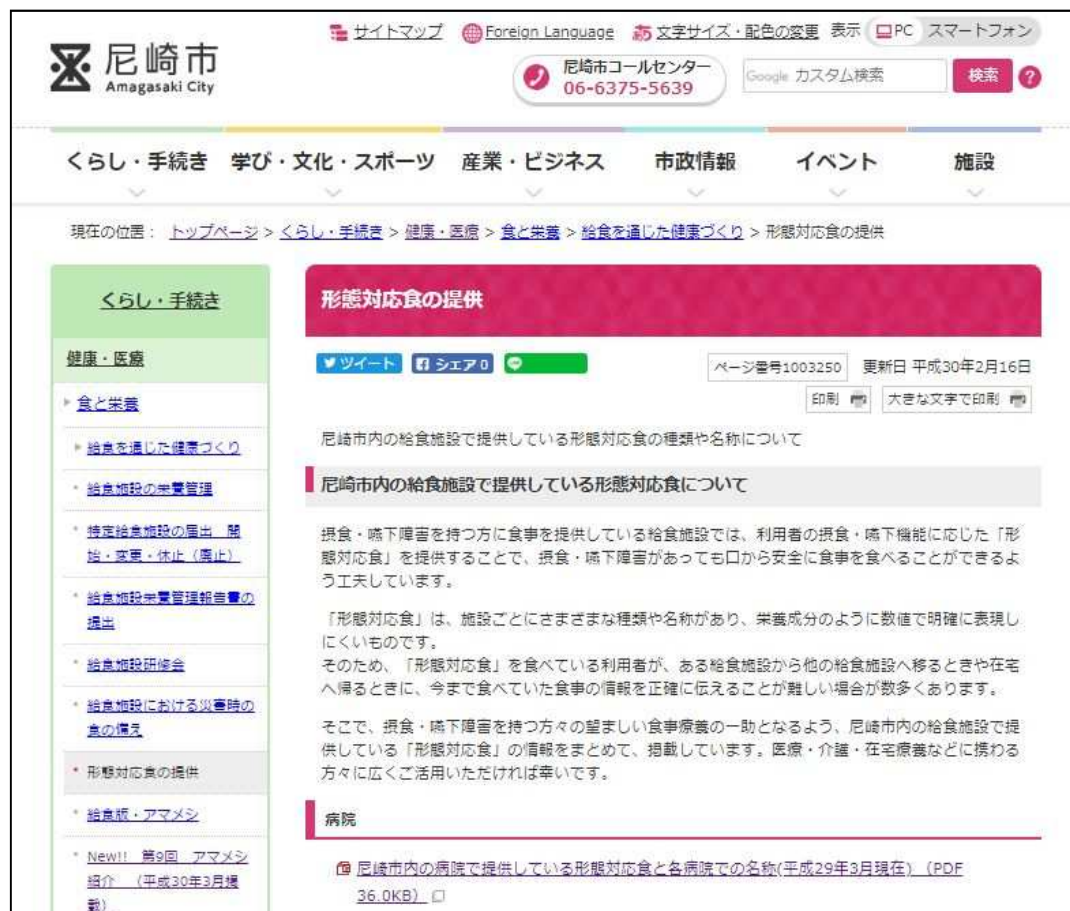 サイトマップ Foreign Language あ 文字サイズ・配色の変更 表示 PC スマートフォン
尼崎市
Amagasaki City
尼崎市コールセンター
06-6375-5639
Google カスタム検索 検索 ?
くらし・手続き 学び・文化・スポーツ 産業・ビジネス 市政情報 イベント 施設
現在の位置： トップページ > くらし・手続き > 健康・医療 > 食と栄養 > 給食を通じた健康づくり > 形態対応食の提供
くらし・手続き
健康・医療
食と栄養
給食を通じた健康づくり
給食施設の栄養管理
特定給食施設の届出 開
始・変更・休止（廃止）
給食施設栄養管理報告書の
提出
給食施設研修会
給食施設における災害時の
食の備え
形態対応食の提供
給食版・アマメシ
New!! 第9回 アマメシ
紹介 （平成30年3月掲
載）
形態対応食の提供
ツイート シェア 0
ページ番号1003250 更新日 平成30年2月16日
印刷 大きな文字で印刷
尼崎市内の給食施設で提供している形態対応食の種類や名称について
尼崎市内の給食施設で提供している形態対応食について
摂食・嚥下障害を持つ方に食事を提供している給食施設では、利用者の摂食・嚥下機能に応じた「形
態対応食」を提供することで、摂食・嚥下障害があっても口から安全に食事を食べることができるよ
う工夫しています。
「形態対応食」は、施設ごとにさまざまな種類や名称があり、栄養成分のように数値で明確に表現し
にくいものです。
そのため、「形態対応食」を食べている利用者が、ある給食施設から他の給食施設へ移るときや在宅
へ帰るときに、今まで食べていた食事の情報を正確に伝えることが難しい場合が数多くあります。
そこで、摂食・嚥下障害を持つ方々の望ましい食事療養の一助となるよう、尼崎市内の給食施設で提
供している「形態対応食」の情報をまとめて、掲載しています。医療・介護・在宅療養などに携わる
方々に広くご活用いただければ幸いです。
病院
尼崎市内の病院で提供している形態対応食と各病院での名称(平成29年3月現在) （PDF
36.0KB）